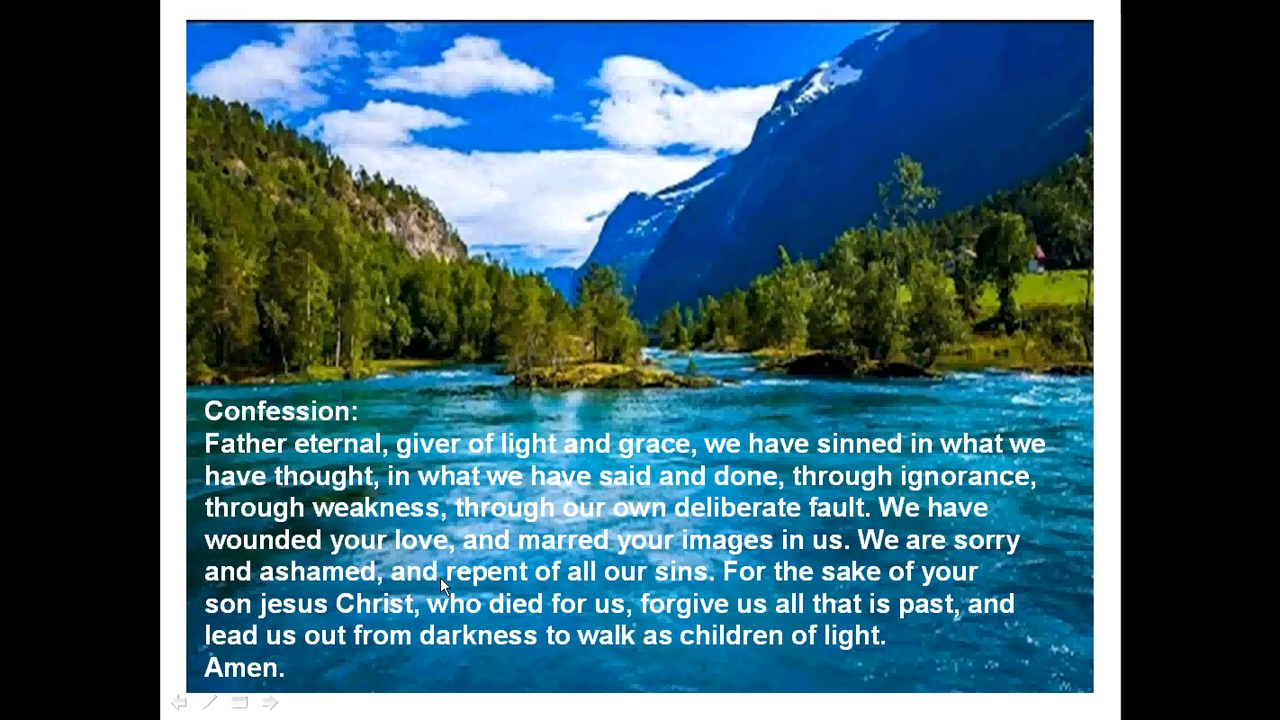 Confession:
Father eternal, giver of light and grace, we have sinned in what we
have thought, in what we have said and done, through ignorance,
through weakness, through our own deliberate fault. We have
wounded your love, and marred your images in us. We are sorry
and ashamed, and repent of all our sins. For the sake of your
son jesus Christ, who died for us, forgive us all that is past, and
lead us out from darkness to walk as children of light.
Amen.